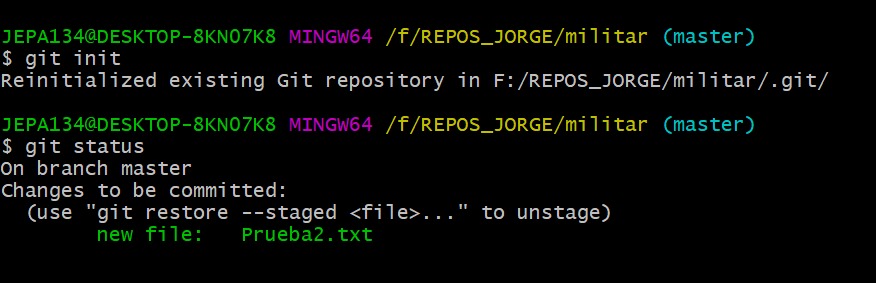 JEPA134@DESKTOP-8KNO7K8 MINGW64 /f/REPOS_JORGE/militar (master)
$ git init
Reinitialized existing Git repository in F:/REPOS_JORGE/militar/.git/
JEPA134@DESKTOP-8KNO7K8 MINGW64 /f/REPOS_JORGE/militar (master)
$ git status
On branch master
Changes to be committed:
(use "git restore --staged <file>..." to unstage)
new file: Prueba2.txt